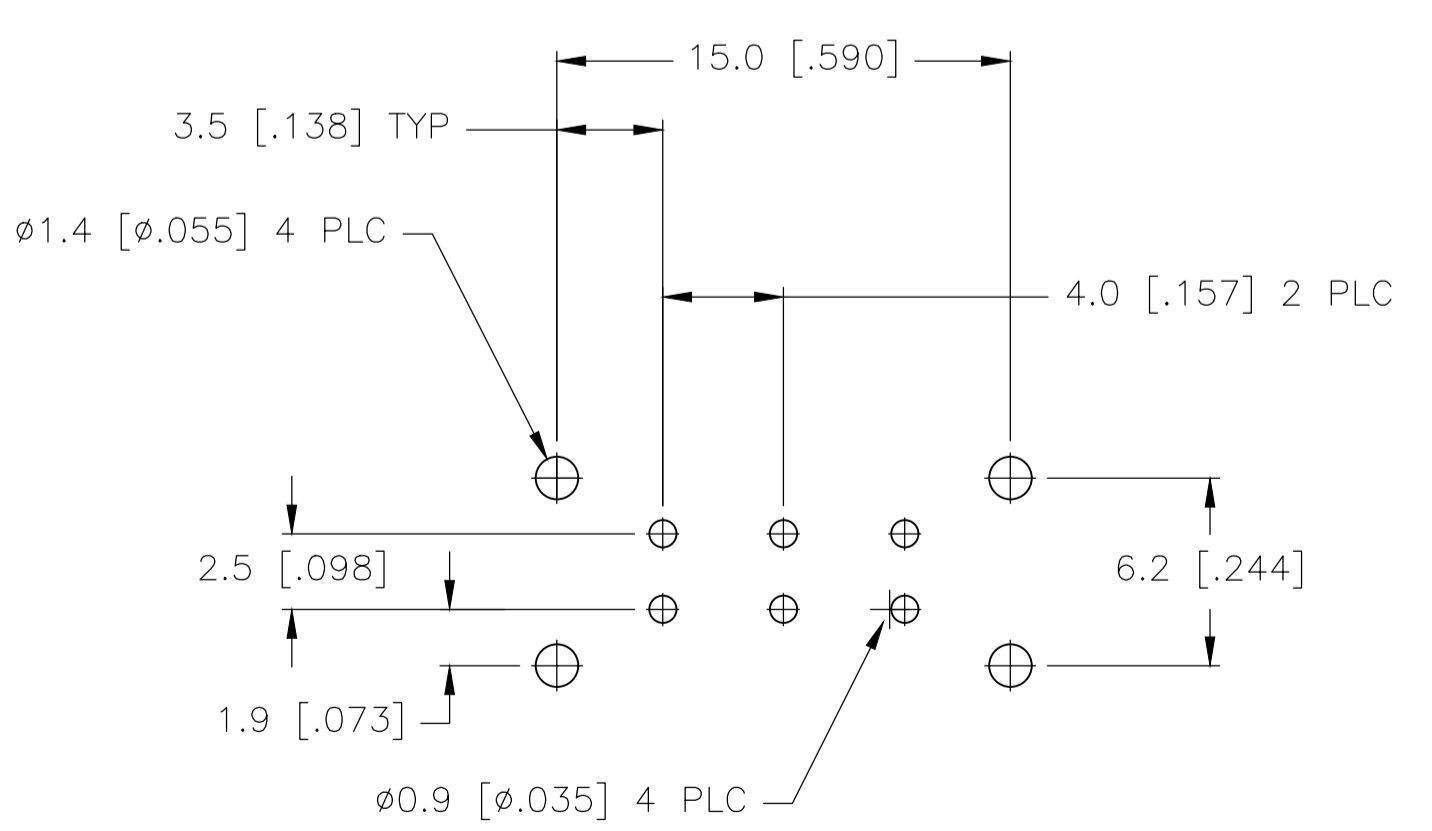 15.0 [.590]
3.5 [.138] TYP
ø1.4 [ø.055] 4 PLC
4.0 [.157] 2 PLC
2.5 [.098]
6.2 [.244]
1.9 [.073]
ø0.9 [ø.035] 4 PLC